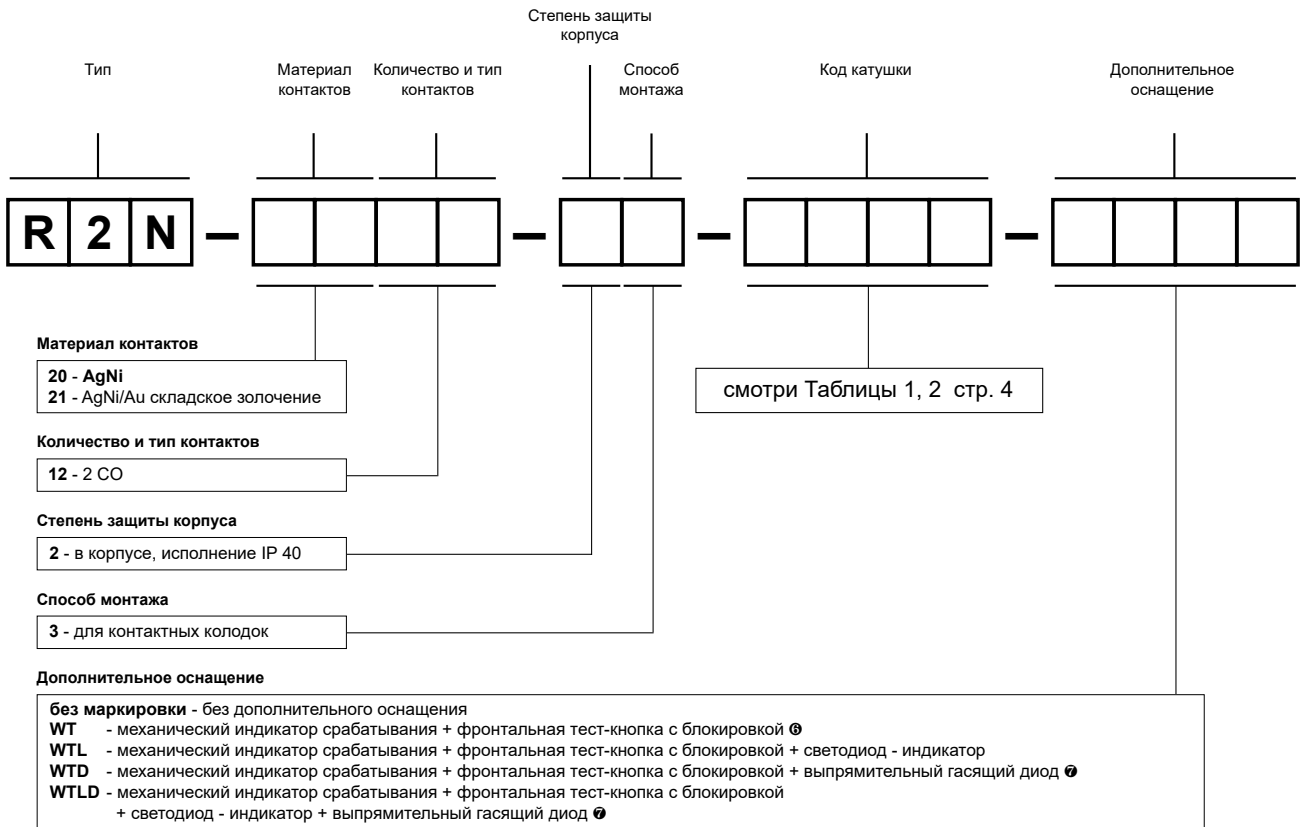 Степень защиты
корпуса
Тип
Материал
контактов
Количество и тип
контактов
Способ
монтажа
Код катушки
Дополнительное
оснащение
R 2 N – – – –
Материал контактов
20 - AgNi
21 - AgNi/Au складское золочение
смотри Таблицы 1, 2 стр. 4
Количество и тип контактов
12 - 2 CO
Степень защиты корпуса
2 - в корпусе, исполнение IP 40
Способ монтажа
3 - для контактных колодок
Дополнительное оснащение
без маркировки - без дополнительного оснащения
WT - механический индикатор срабатывания + фронтальная тест-кнопка с блокировкой ❻
WTL - механический индикатор срабатывания + фронтальная тест-кнопка с блокировкой + светодиод - индикатор
WTD - механический индикатор срабатывания + фронтальная тест-кнопка с блокировкой + выпрямительный гасящий диод ❼
WTLD - механический индикатор срабатывания + фронтальная тест-кнопка с блокировкой
+ светодиод - индикатор + выпрямительный гасящий диод ❼